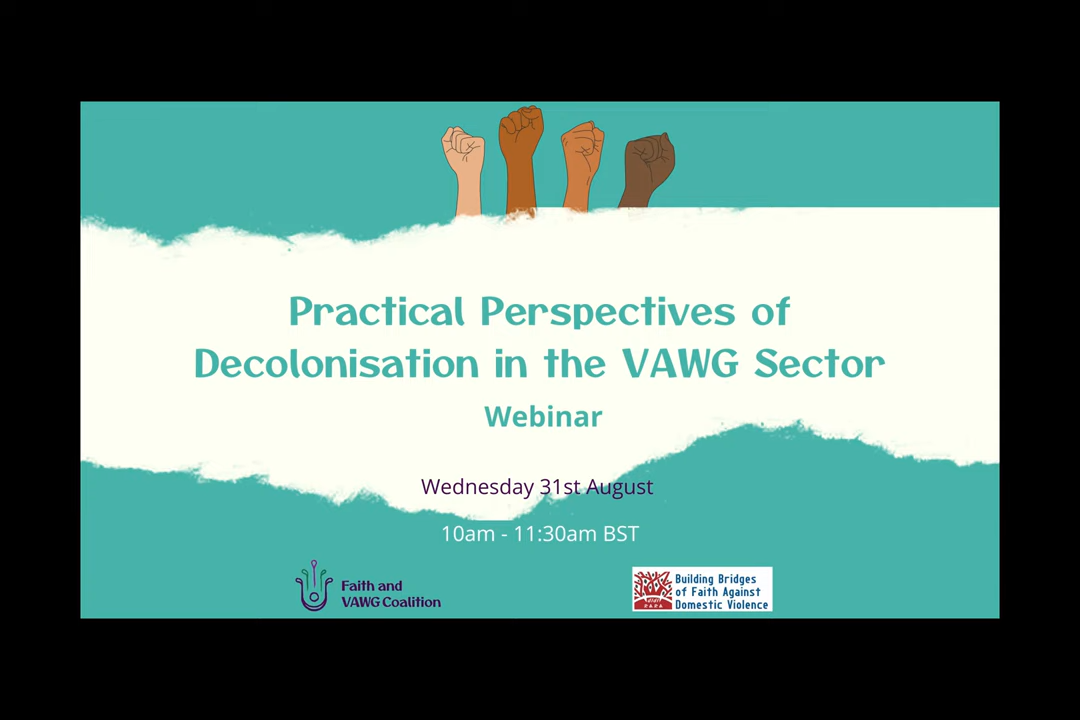 Practical Perspectives of
Decolonisation in the VAWG Sector
Webinar
Wednesday 31st August
10am - 11:30am BST
Faith and
VAWG Coalition
Building Bridges
of Faith Against
Domestic Violence